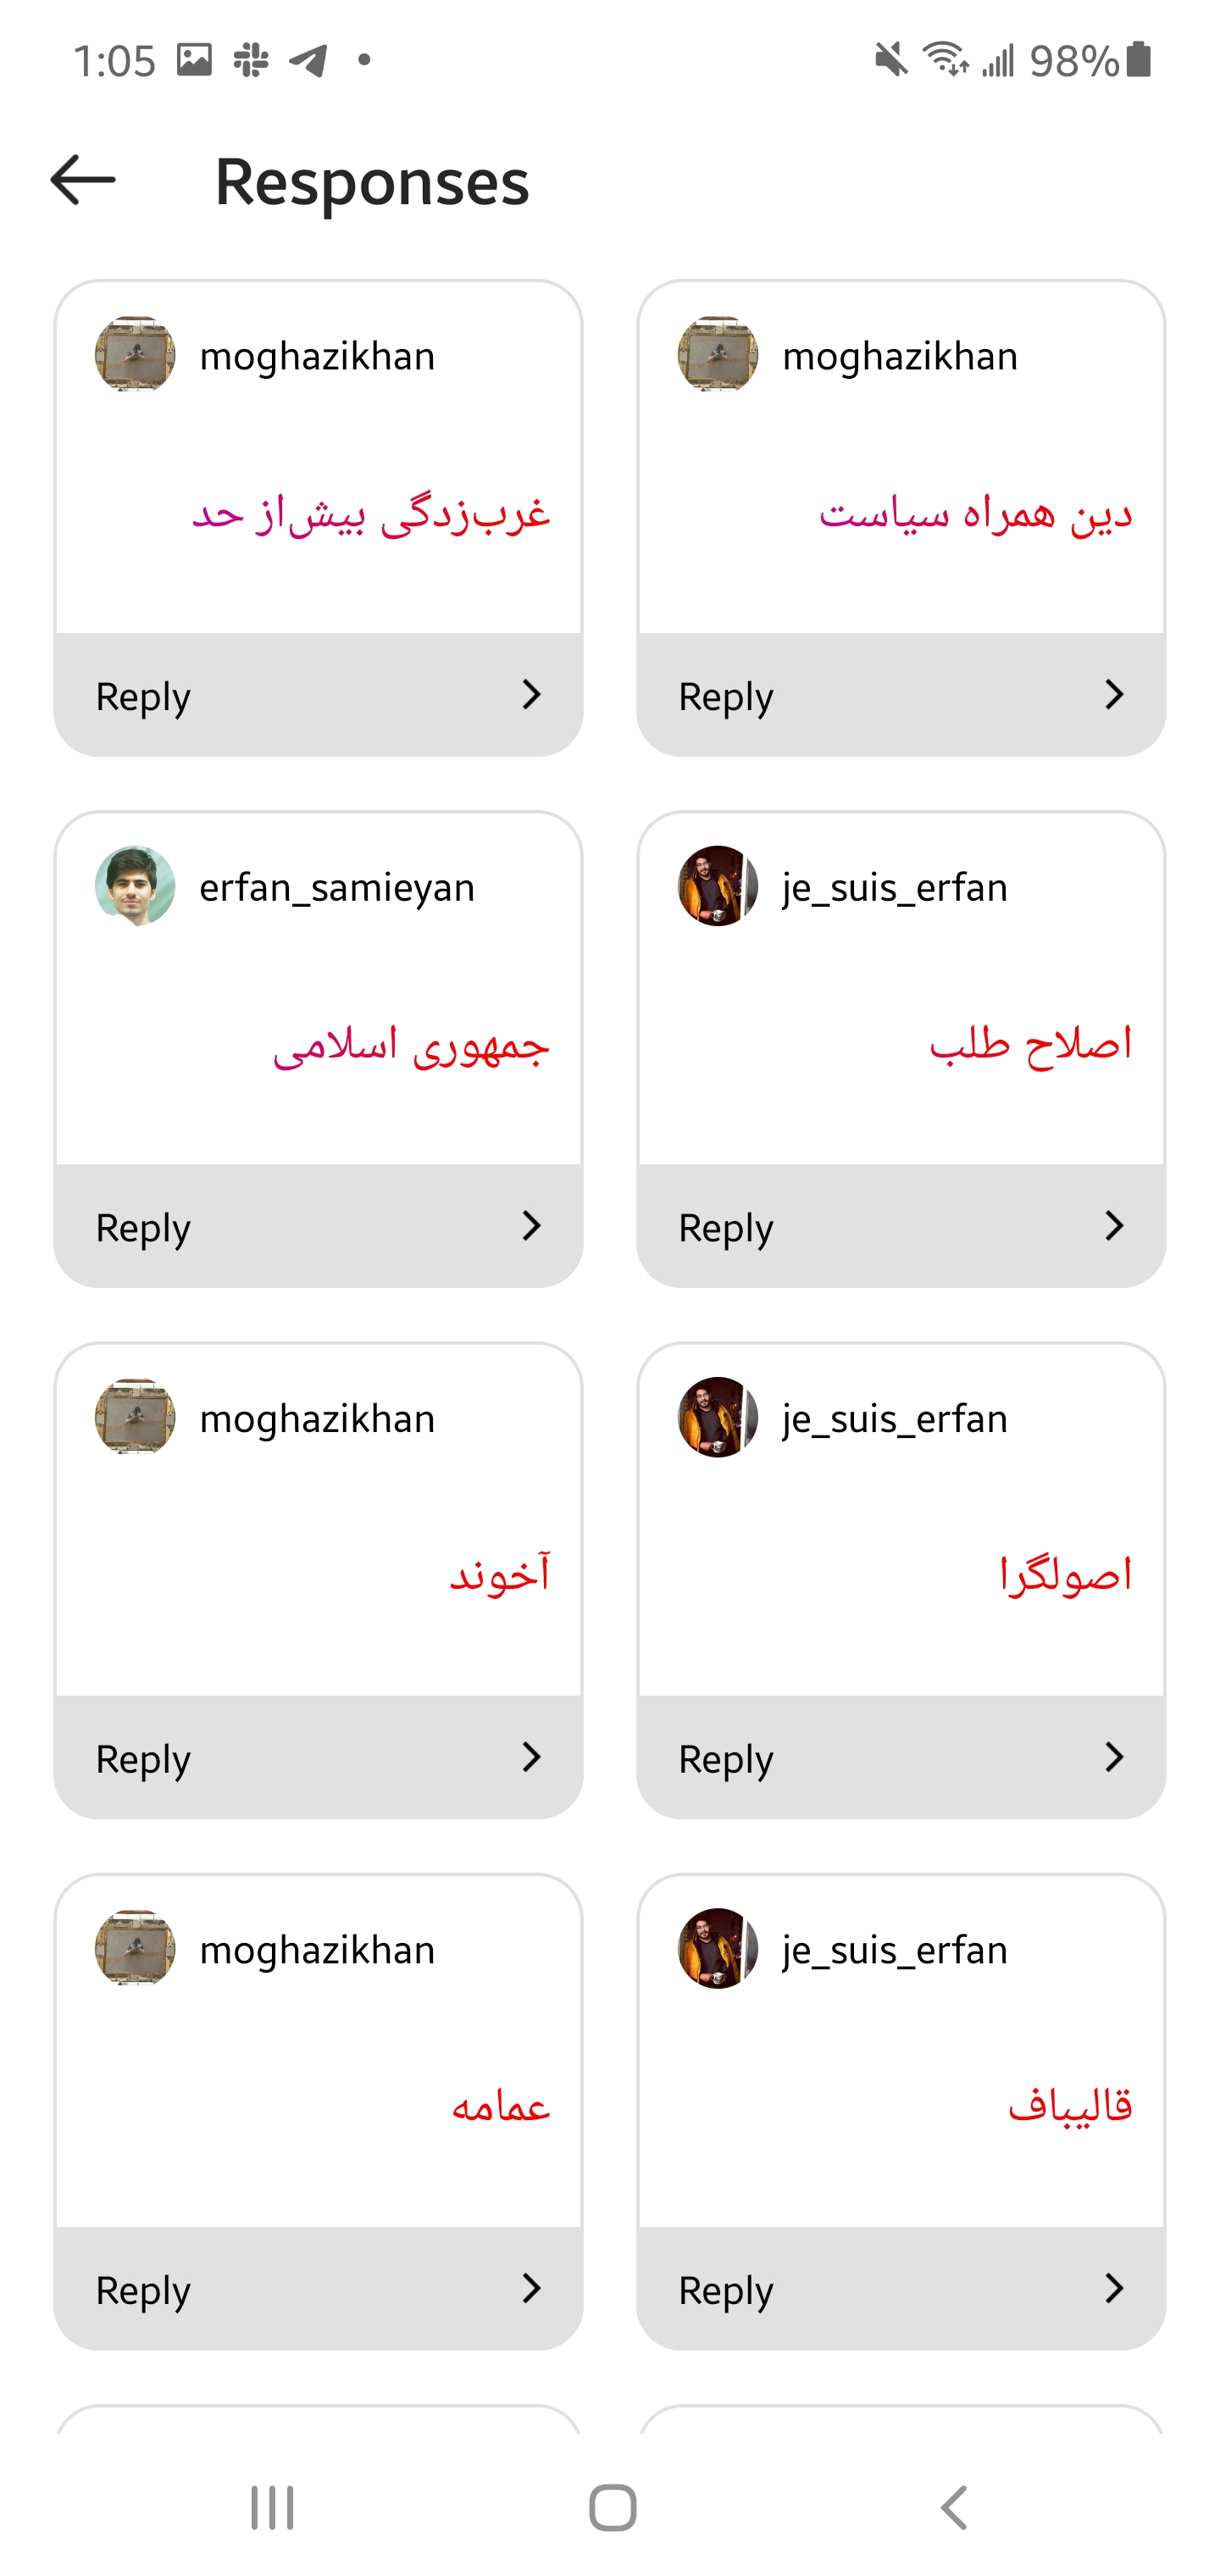 1:05
98%
Responses
moghazikhan
غرب‌زدگی بیش‌از حد
Reply
moghazikhan
دین همراه سیاست
Reply
erfan_samieyan
جمهوری اسلامی
Reply
je_suis_erfan
اصلاح طلب
Reply
moghazikhan
آخوند
Reply
je_suis_erfan
اصولگرا
Reply
moghazikhan
عمامه
Reply
je_suis_erfan
قالیباف
Reply